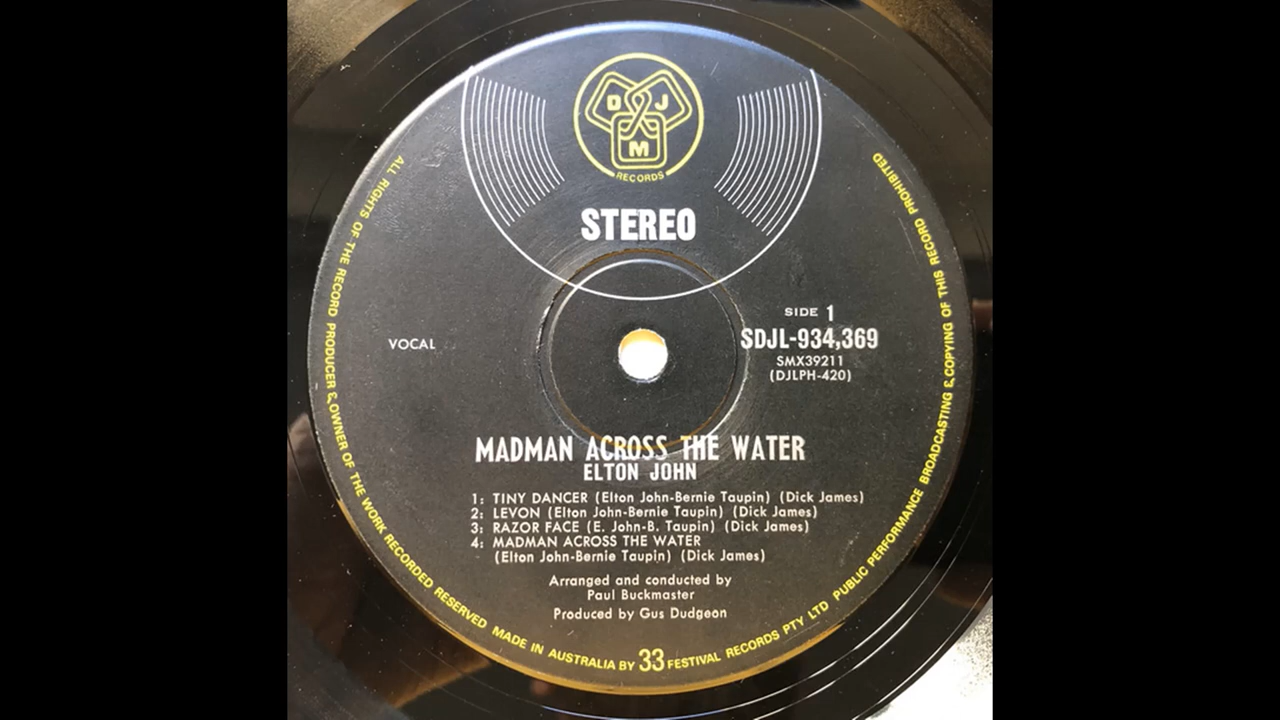 D J
M
RECORDS
STEREO
SIDE 1
SDJL-934,369
SMX39211
(DJLPH-420)
VOCAL
MADMAN ACROSS THE WATER
ELTON JOHN
1: TINY DANCER (Elton John-Bernie Taupin) (Dick James)
2: LEVON (Elton John-Bernie Taupin) (Dick James)
3: RAZOR FACE (E. John-B. Taupin) (Dick James)
4: MADMAN ACROSS THE WATER
(Elton John-Bernie Taupin) (Dick James)
Arranged and conducted by
Paul Buckmaster
Produced by Gus Dudgeon
ALL RIGHTS OF THE RECORD PRODUCER & OWNER OF THE WORK RECORDED RESERVED MADE IN AUSTRALIA BY 33 FESTIVAL RECORDS PTY LTD PUBLIC PERFORMANCE BROADCASTING & COPYING OF THIS RECORD PROHIBITED